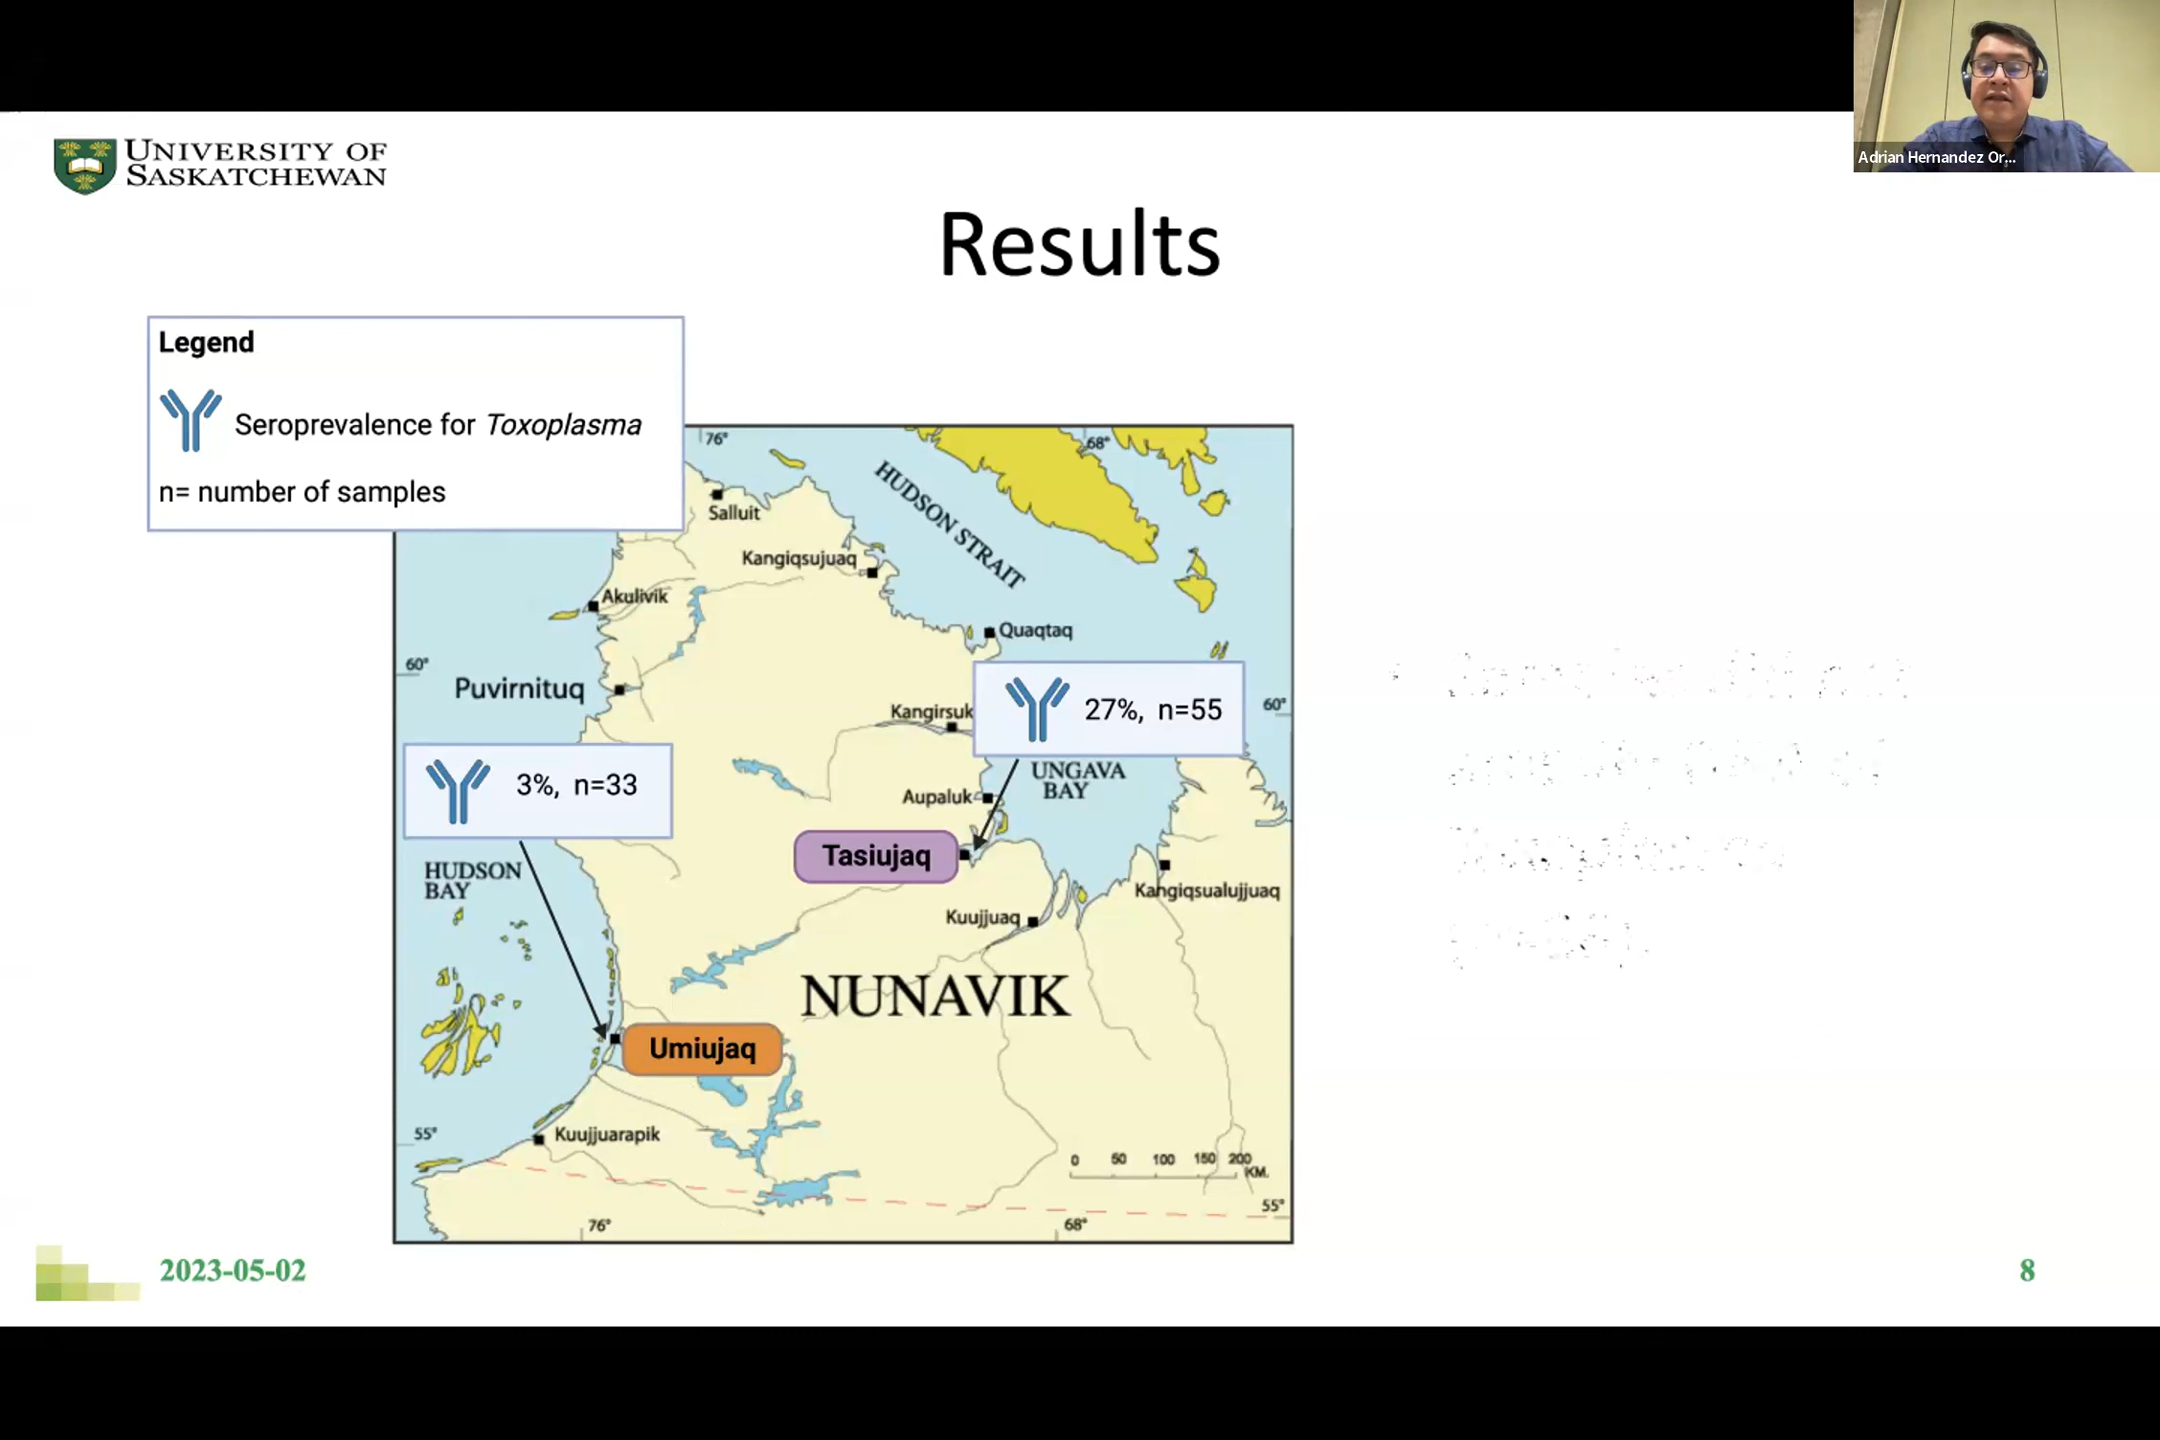 Adrian Hernandez Or...
UNIVERSITY OF
SASKATCHEWAN
Results
Legend
Seroprevalence for Toxoplasma
n= number of samples
76°
68°
HUDSON STRAIT
Salluit
Kangiqsujuaq
Akulivik
Quaqtaq
60°
Puvirnituq
Kangirsuk
27%, n=55
60°
3%, n=33
UNGAVA
BAY
Aupaluk
Tasiujaq
HUDSON
BAY
Kangiqsualujjuaq
Kuujjuaq
NUNAVIK
Umiujaq
55°
Kuujjuarapik
0 50 100 150 200
KM.
55°
76°
68°
2023-05-02
8